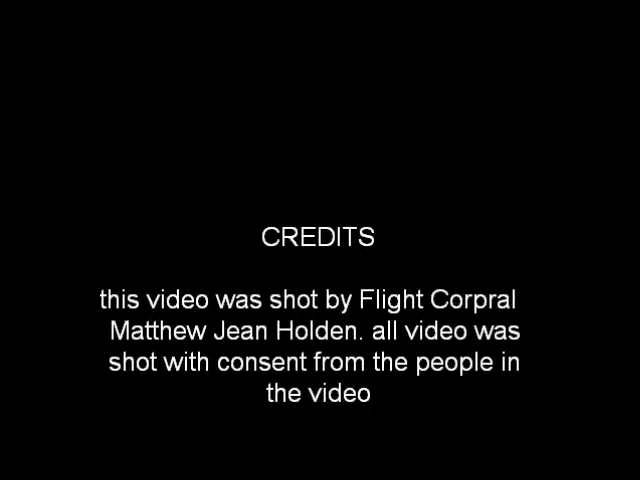 CREDITS
this video was shot by Flight Corpral
Matthew Jean Holden. all video was
shot with consent from the people in
the video